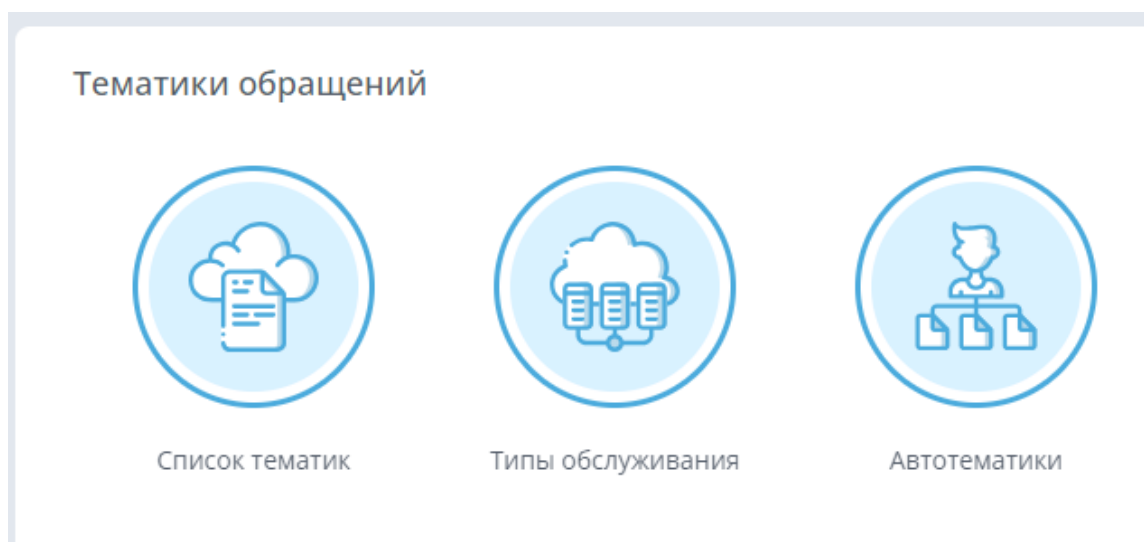 Тематики обращений
Список тематик
Типы обслуживания
Автотематики